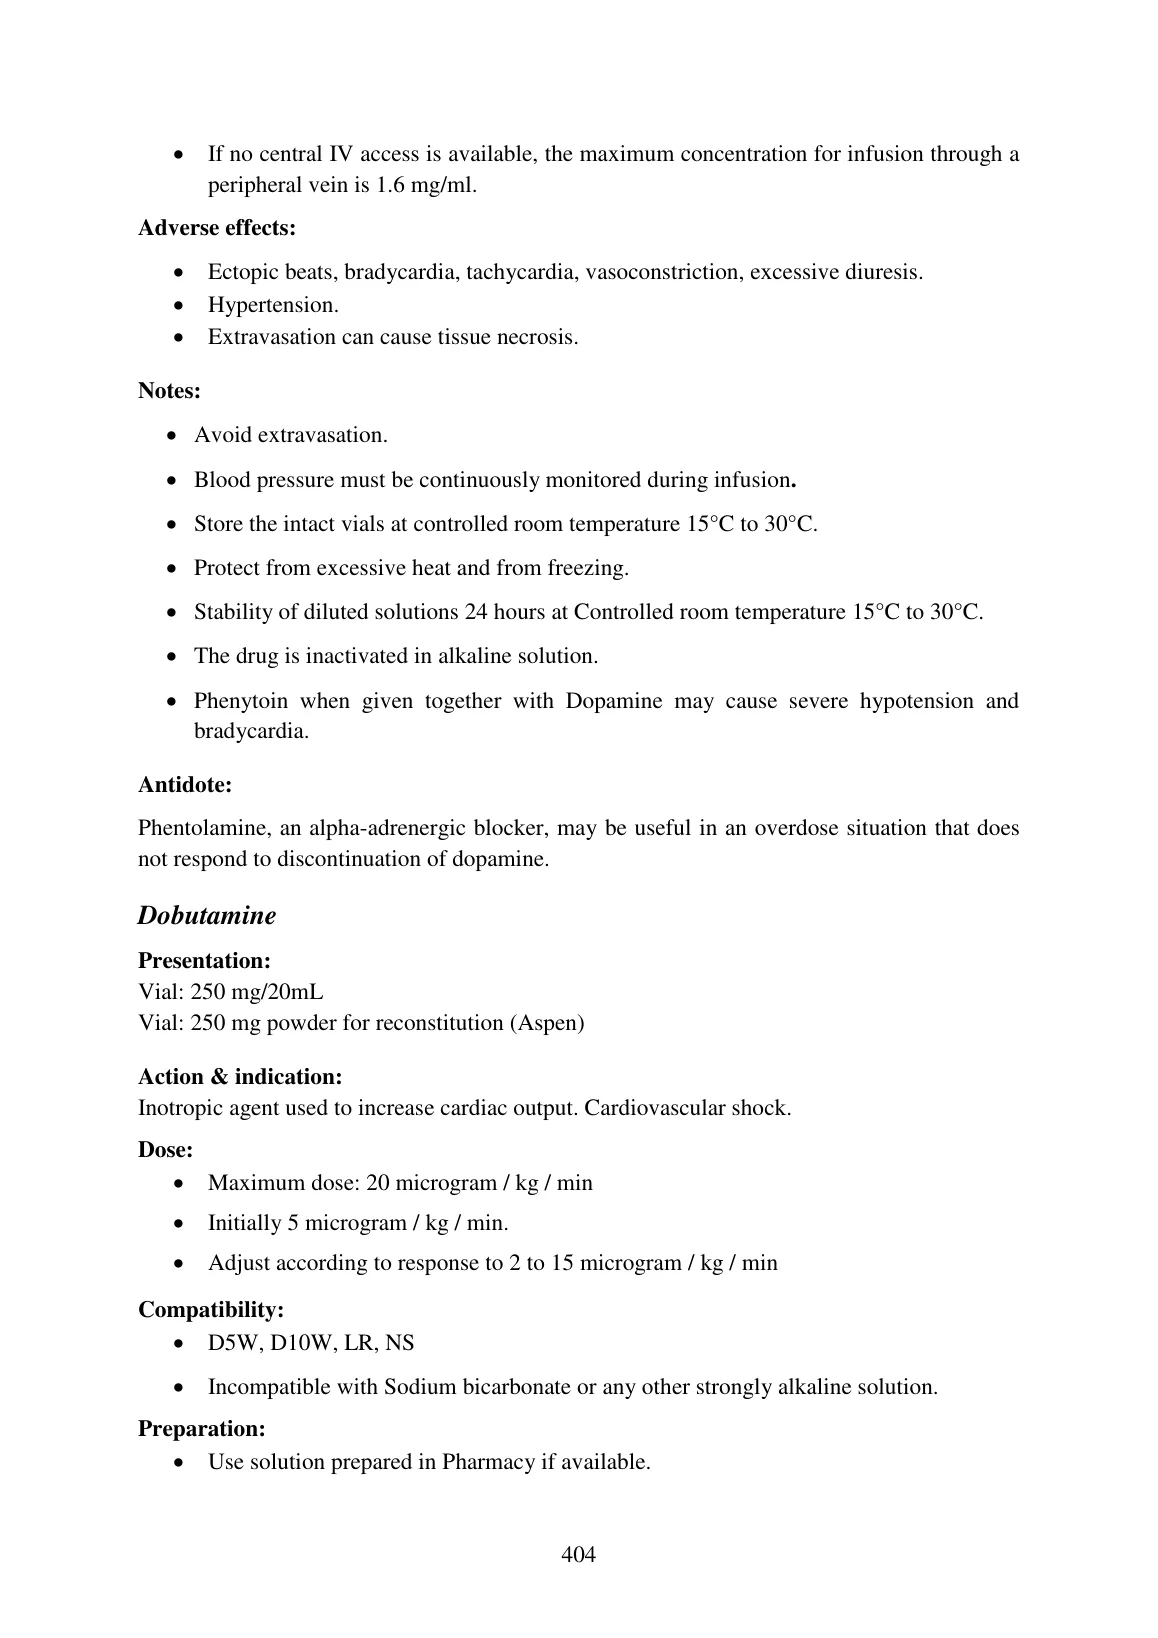 • If no central IV access is available, the maximum concentration for infusion through a
peripheral vein is 1.6 mg/ml.
Adverse effects:
• Ectopic beats, bradycardia, tachycardia, vasoconstriction, excessive diuresis.
• Hypertension.
• Extravasation can cause tissue necrosis.
Notes:
• Avoid extravasation.
• Blood pressure must be continuously monitored during infusion.
• Store the intact vials at controlled room temperature 15°C to 30°C.
• Protect from excessive heat and from freezing.
• Stability of diluted solutions 24 hours at Controlled room temperature 15°C to 30°C.
• The drug is inactivated in alkaline solution.
• Phenytoin when given together with Dopamine may cause severe hypotension and
bradycardia.
Antidote:
Phentolamine, an alpha-adrenergic blocker, may be useful in an overdose situation that does
not respond to discontinuation of dopamine.
Dobutamine
Presentation:
Vial: 250 mg/20mL
Vial: 250 mg powder for reconstitution (Aspen)
Action & indication:
Inotropic agent used to increase cardiac output. Cardiovascular shock.
Dose:
• Maximum dose: 20 microgram / kg / min
• Initially 5 microgram / kg / min.
• Adjust according to response to 2 to 15 microgram / kg / min
Compatibility:
• D5W, D10W, LR, NS
• Incompatible with Sodium bicarbonate or any other strongly alkaline solution.
Preparation:
• Use solution prepared in Pharmacy if available.
404